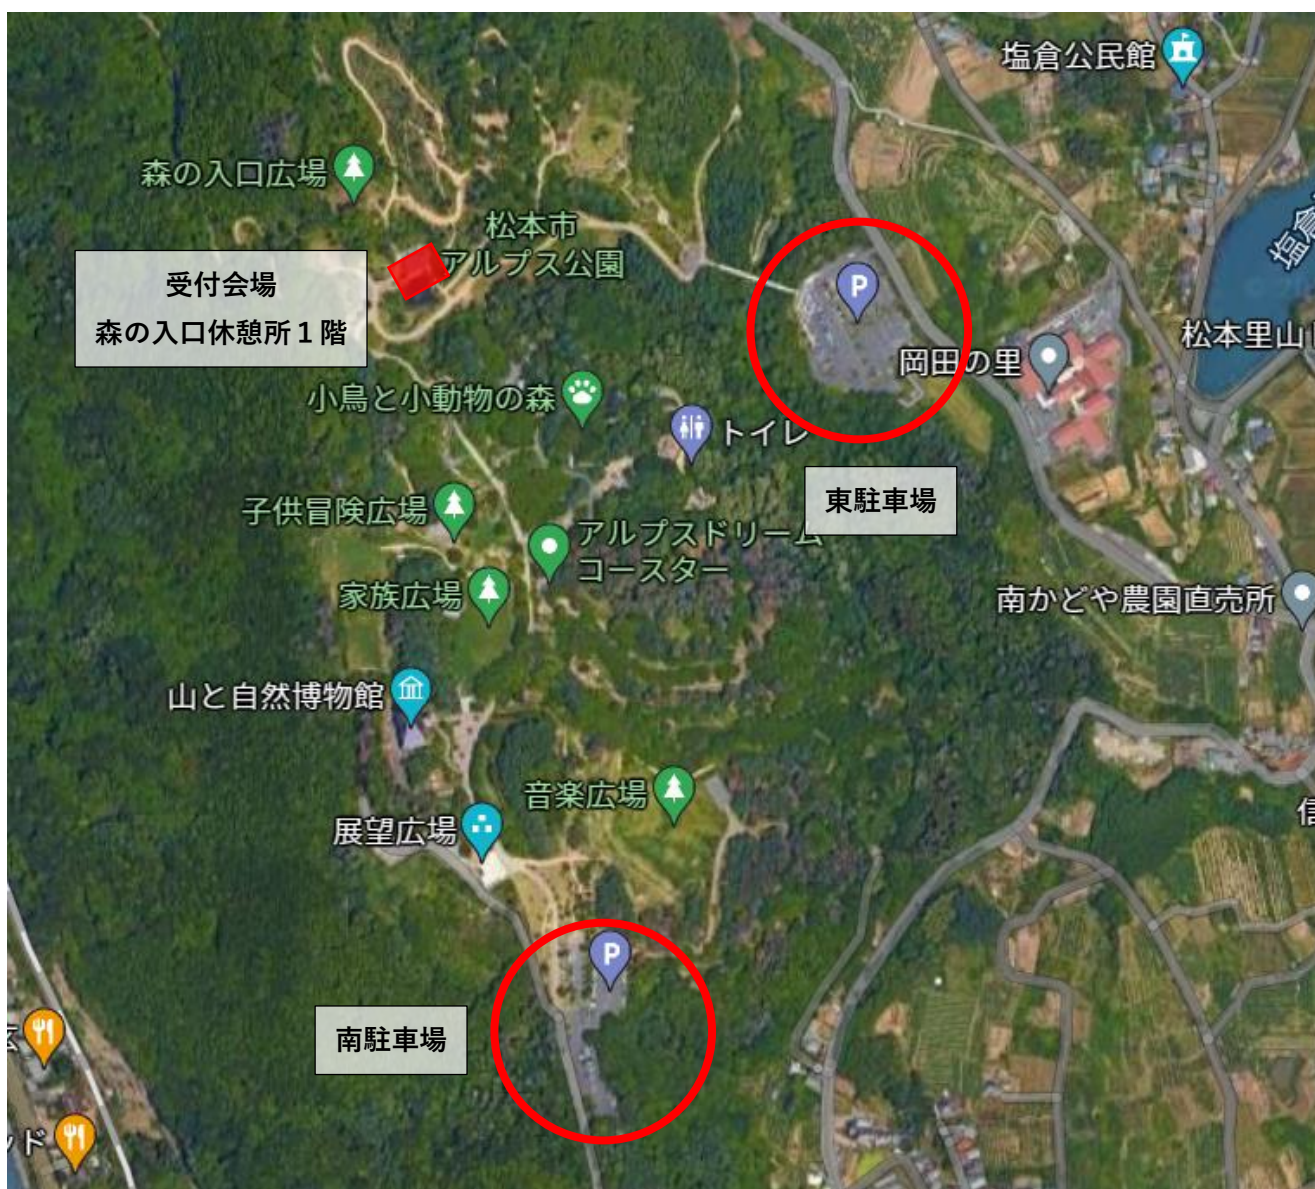 塩倉公民館
森の入口広場
松本市
アルプス公園
塩倉
受付会場
森の入口休憩所１階
P
松本里山
岡田の里
小鳥と小動物の森
トイレ
東駐車場
子供冒険広場
アルプスドリーム
コースター
家族広場
南かどや農園直売所
山と自然博物館
音楽広場
展望広場
信
P
南駐車場
ド